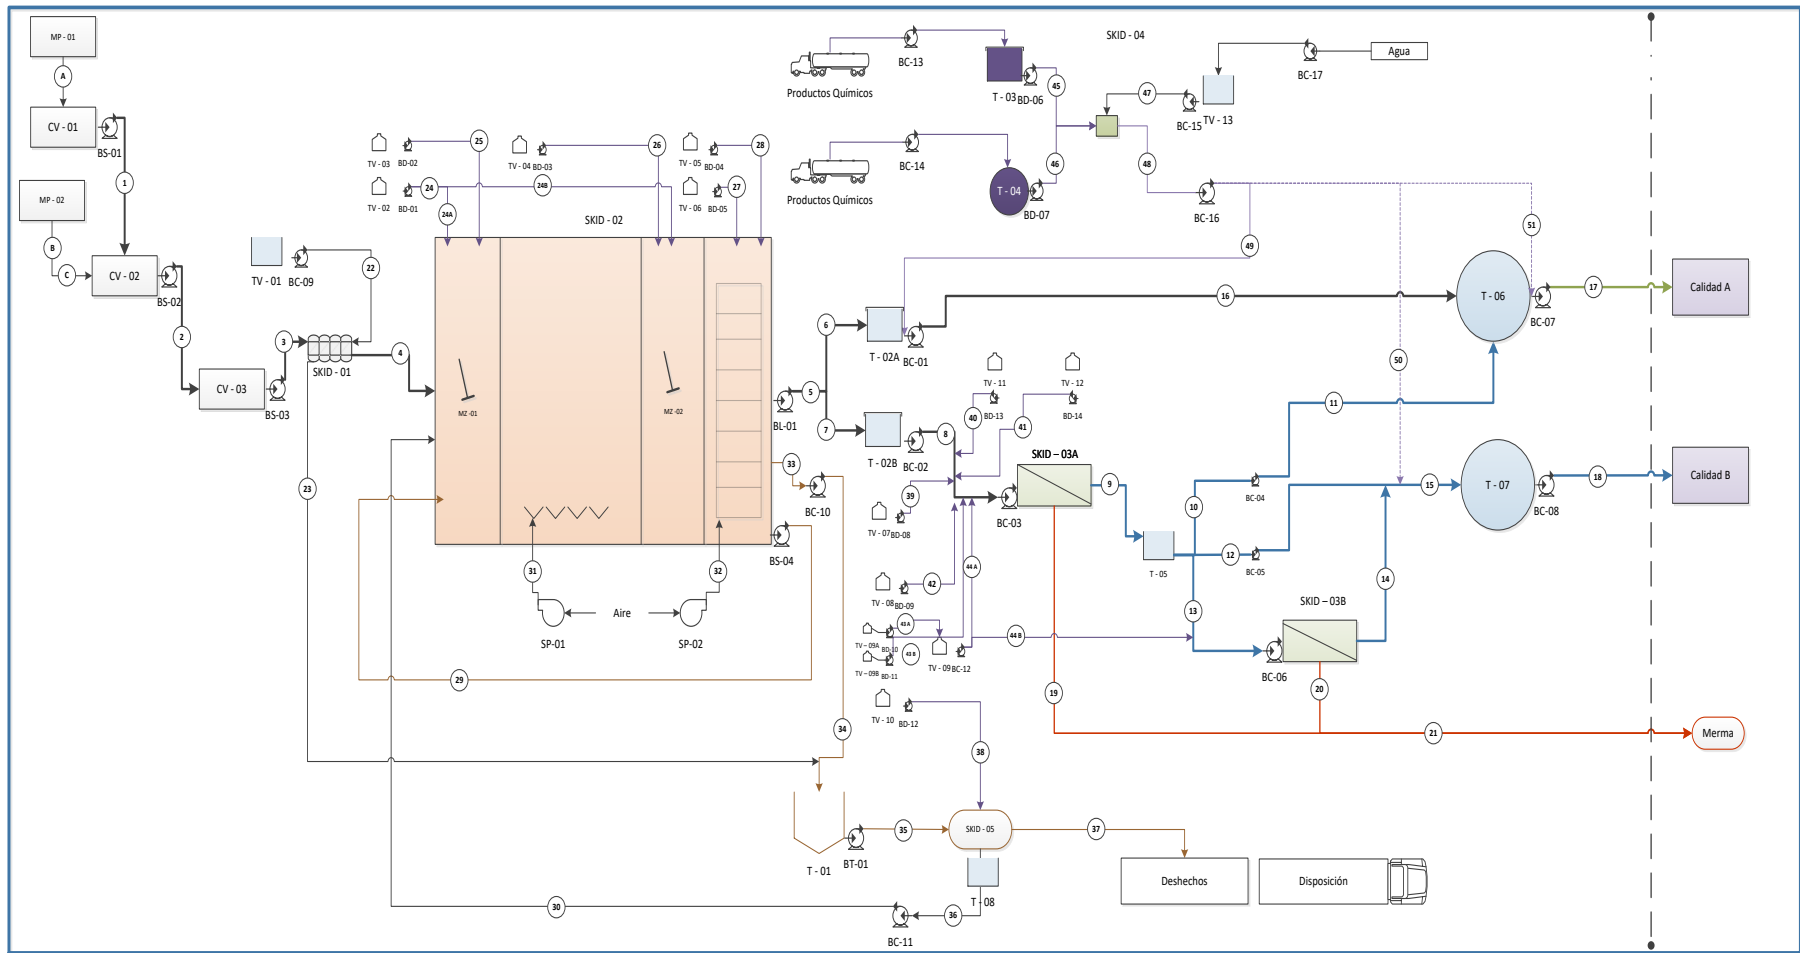 MP - 01
A
CV - 01
BS-01
1
MP - 02
B
C
CV - 02
BS-02
2
CV - 03
BS-03
3
SKID - 01
4
TV - 01
BC-09
22
23
TV - 03
BD-02
25
TV - 02
BD-01
24
24A
24B
TV - 04
BD-03
26
TV - 05
BD-04
28
TV - 06
BD-05
27
SKID - 02
MZ -01
MZ -02
31
32
SP-01
Aire
SP-02
29
BL-01
5
33
BC-10
BS-04
34
6
7
T - 02A
BC-01
16
T - 02B
BC-02
8
Productos Químicos
BC-13
T - 03
BD-06
45
Productos Químicos
BC-14
T - 04
BD-07
46
SKID - 04
47
BC-15
TV - 13
BC-17
Agua
48
BC-16
49
50
51
TV - 11
BD-13
40
TV - 12
BD-14
41
39
TV - 07
BD-08
BC-03
SKID – 03A
9
TV - 08
BD-09
42
44 A
TV – 09A
BD-10
43 A
TV – 09B
BD-11
43 B
TV - 09
BC-12
44 B
TV - 10
BD-12
38
T - 05
10
BC-04
11
12
BC-05
13
BC-06
SKID – 03B
14
15
T - 06
BC-07
17
Calidad A
T - 07
BC-08
18
Calidad B
19
20
21
Merma
T - 01
BT-01
35
SKID - 05
37
T - 08
36
BC-11
30
Deshechos
Disposición